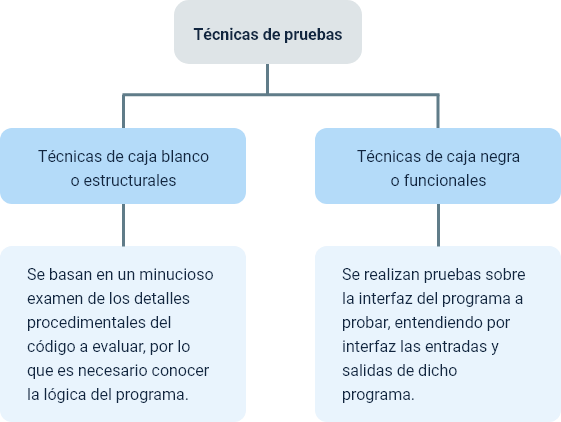 Técnicas de pruebas
Técnicas de caja blanco
o estructurales
Técnicas de caja negra
o funcionales
Se basan en un minucioso
examen de los detalles
procedimentales del
código a evaluar, por lo
que es necesario conocer
la lógica del programa.
Se realizan pruebas sobre
la interfaz del programa a
probar, entendiendo por
interfaz las entradas y
salidas de dicho
programa.